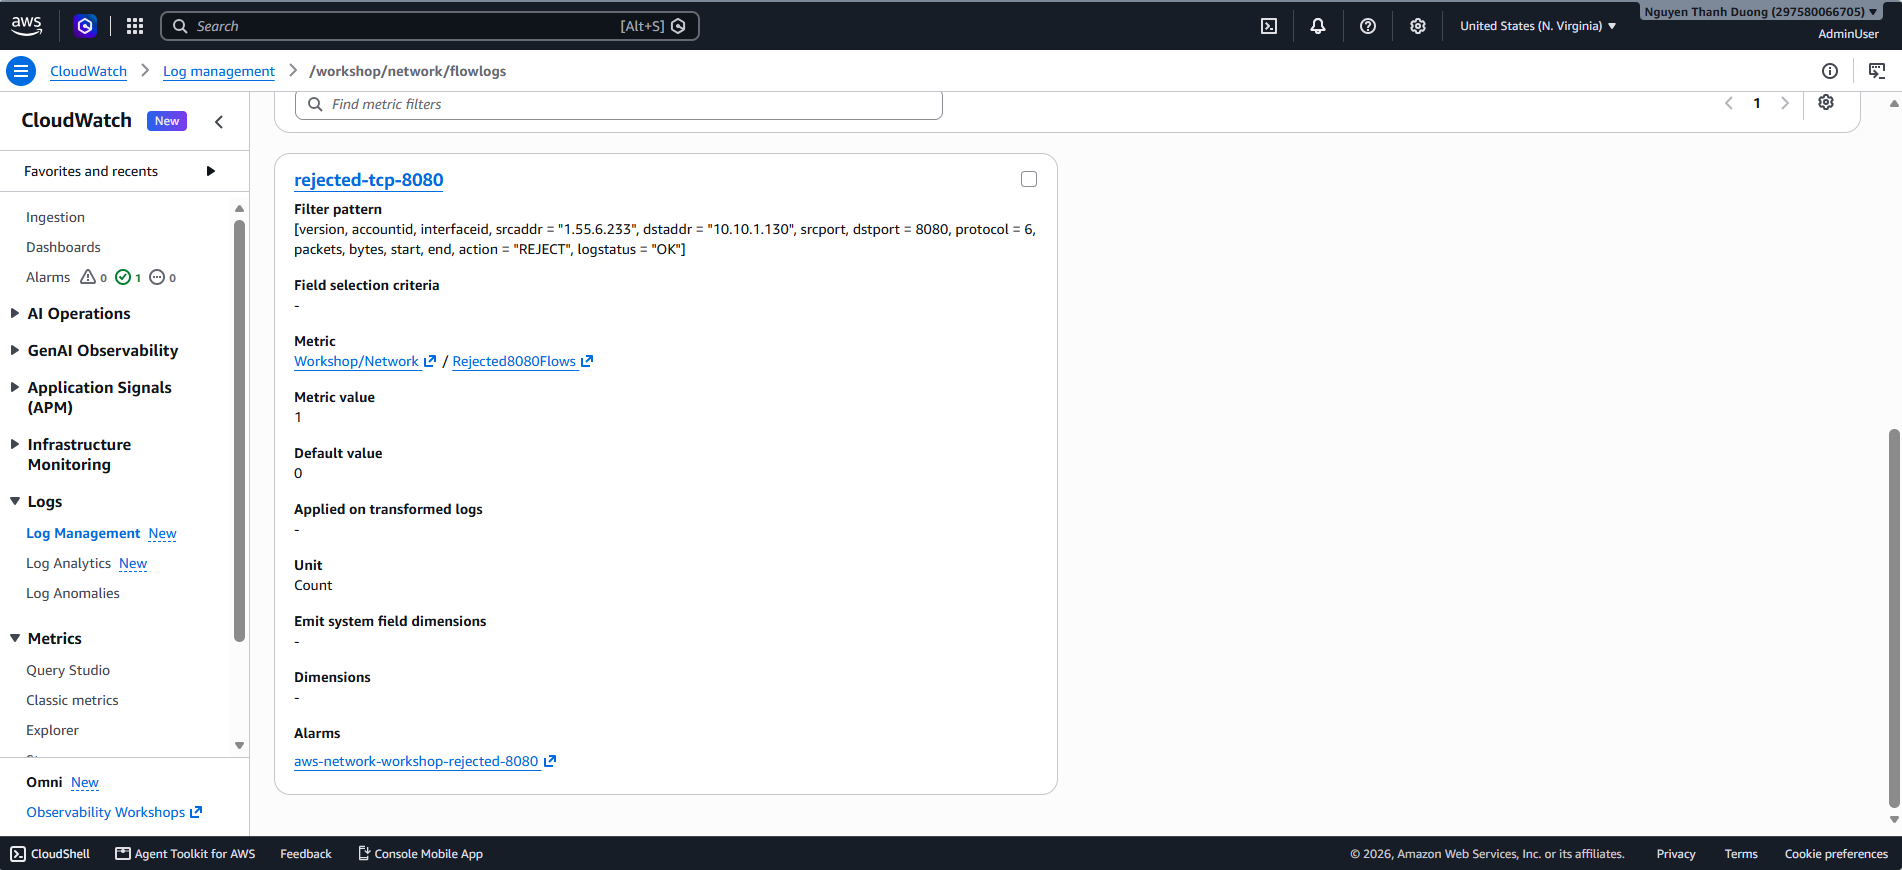 aws
Search
[Alt+S]
United States (N. Virginia)
Nguyen Thanh Duong (297580066705)
AdminUser
CloudWatch
Log management
/workshop/network/flowlogs
CloudWatch
New
Favorites and recents
Ingestion
Dashboards
Alarms 0 1 0
AI Operations
GenAI Observability
Application Signals
(APM)
Infrastructure
Monitoring
Logs
Log Management New
Log Analytics New
Log Anomalies
Metrics
Query Studio
Classic metrics
Explorer
Omni New
Observability Workshops
Find metric filters
1
rejected-tcp-8080
Filter pattern
[version, accountid, interfaceid, srcaddr = "1.55.6.233", dstaddr = "10.10.1.130", srcport, dstport = 8080, protocol = 6,
packets, bytes, start, end, action = "REJECT", logstatus = "OK"]
Field selection criteria
-
Metric
Workshop/Network / Rejected8080Flows
Metric value
1
Default value
0
Applied on transformed logs
-
Unit
Count
Emit system field dimensions
-
Dimensions
-
Alarms
aws-network-workshop-rejected-8080
CloudShell
Agent Toolkit for AWS
Feedback
Console Mobile App
© 2026, Amazon Web Services, Inc. or its affiliates.
Privacy
Terms
Cookie preferences